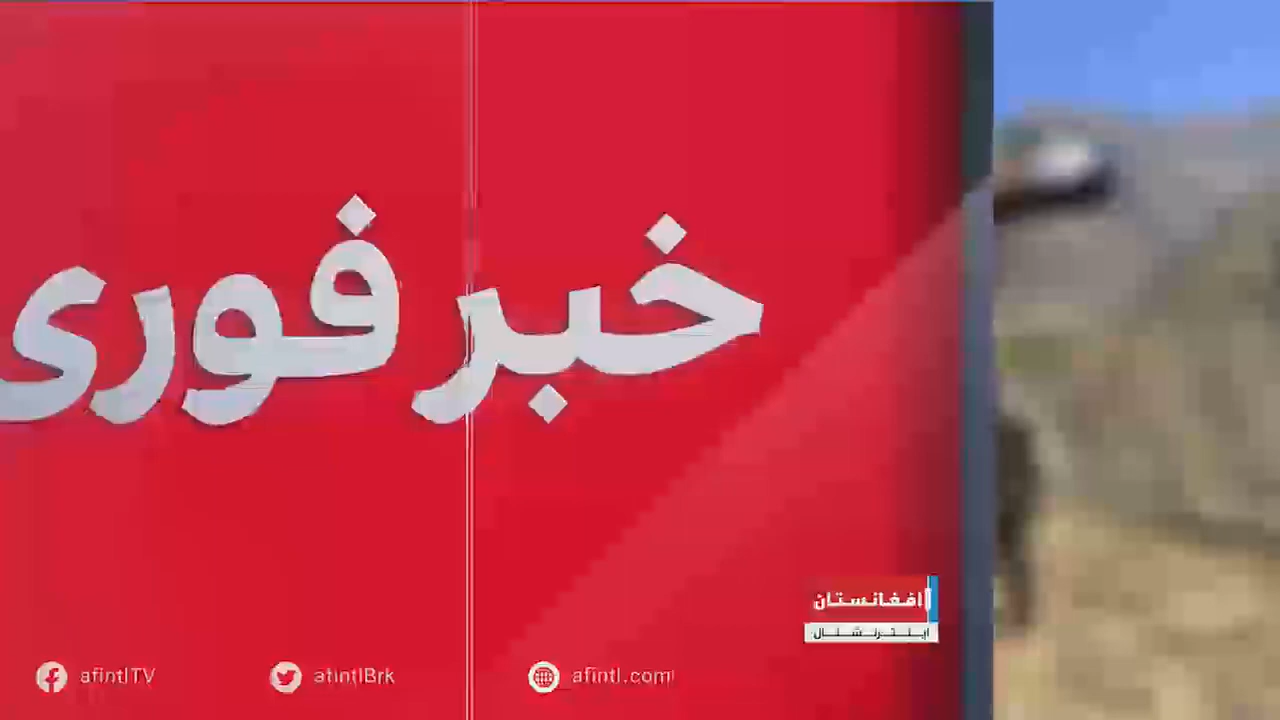 خبر فوری
افغانستان
اینترنشنال
afintlTV
afintlBrk
afintl.com